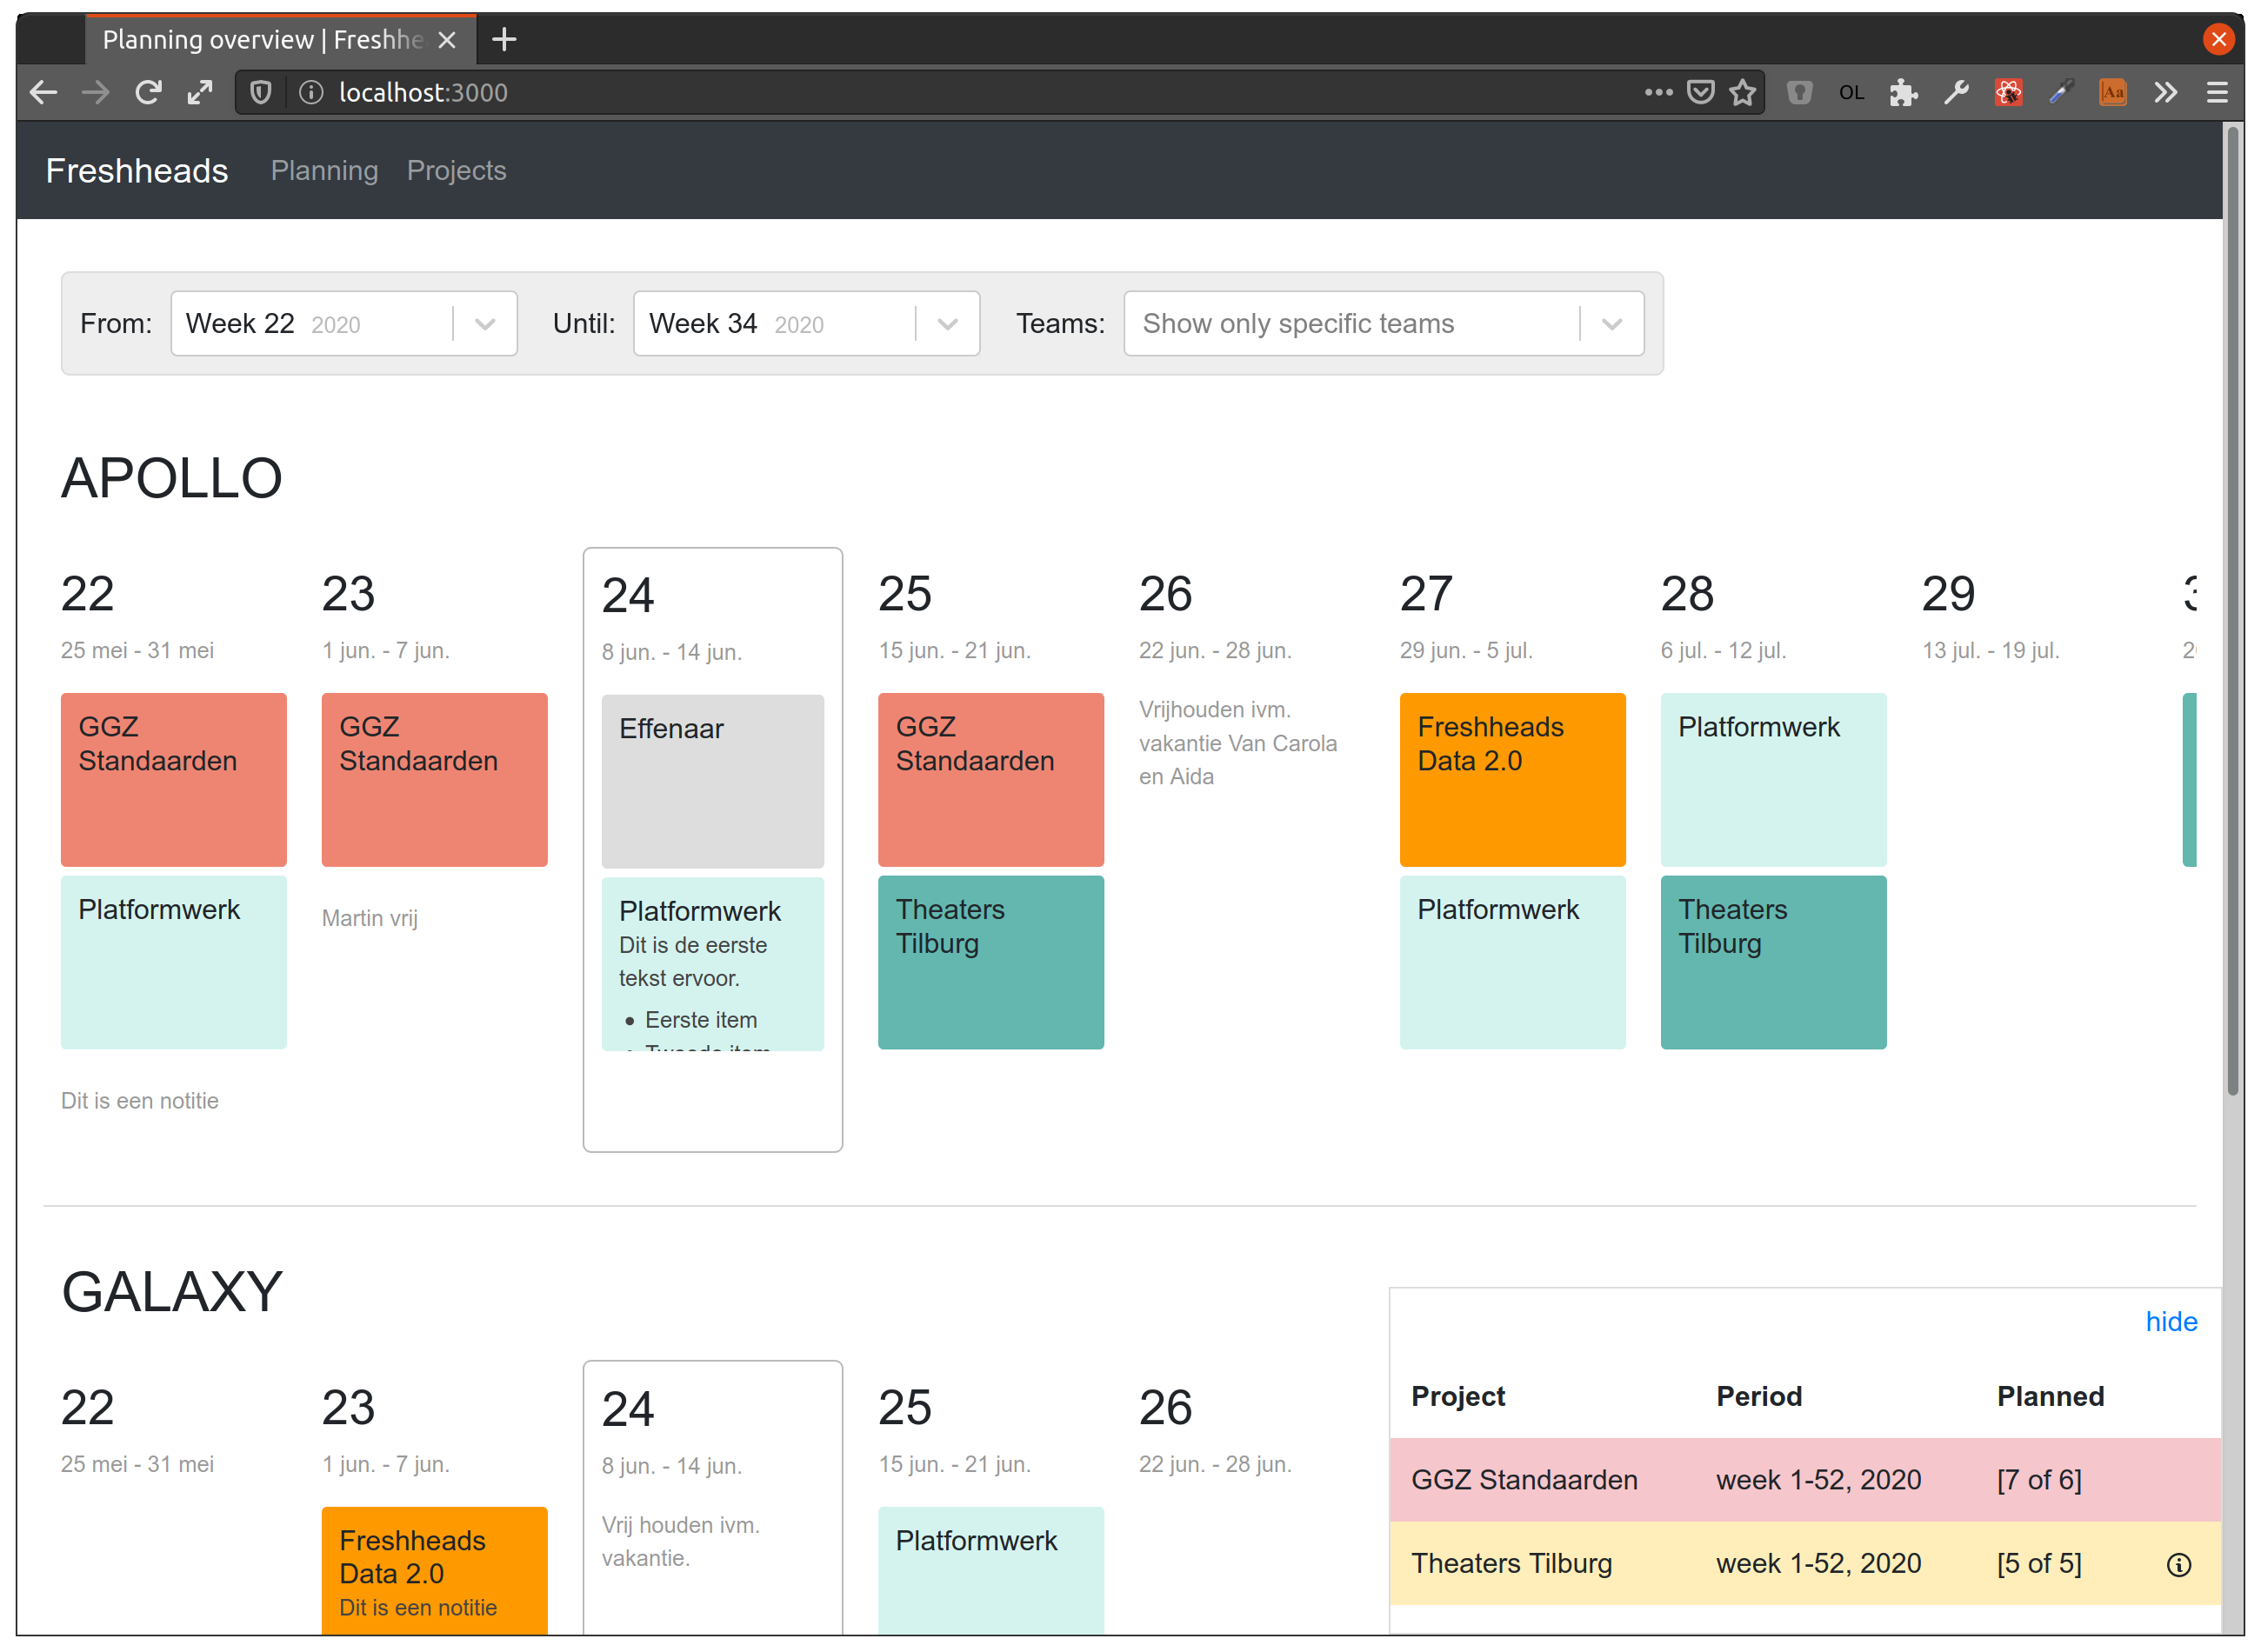 Planning overview | Freshhe
localhost:3000
OL
Aa
Freshheads Planning Projects
From: Week 22 2020 Until: Week 34 2020 Teams: Show only specific teams
APOLLO
22 23 24 25 26 27 28 29
25 mei - 31 mei 1 jun. - 7 jun. 8 jun. - 14 jun. 15 jun. - 21 jun. 22 jun. - 28 jun. 29 jun. - 5 jul. 6 jul. - 12 jul. 13 jul. - 19 jul.
GGZ
Standaarden
Platformwerk
Dit is een notitie
GGZ
Standaarden
Martin vrij
Effenaar
Platformwerk
Dit is de eerste
tekst ervoor.
• Eerste item
• Tweede item
GGZ
Standaarden
Theaters
Tilburg
Vrijhouden ivm.
vakantie Van Carola
en Aida
Freshheads
Data 2.0
Platformwerk
Platformwerk
Theaters
Tilburg
GALAXY
22 23 24 25 26
25 mei - 31 mei 1 jun. - 7 jun. 8 jun. - 14 jun. 15 jun. - 21 jun. 22 jun. - 28 jun.
Freshheads
Data 2.0
Dit is een notitie
Vrij houden ivm.
vakantie.
Platformwerk
hide
Project Period Planned
GGZ Standaarden week 1-52, 2020 [7 of 6]
Theaters Tilburg week 1-52, 2020 [5 of 5]